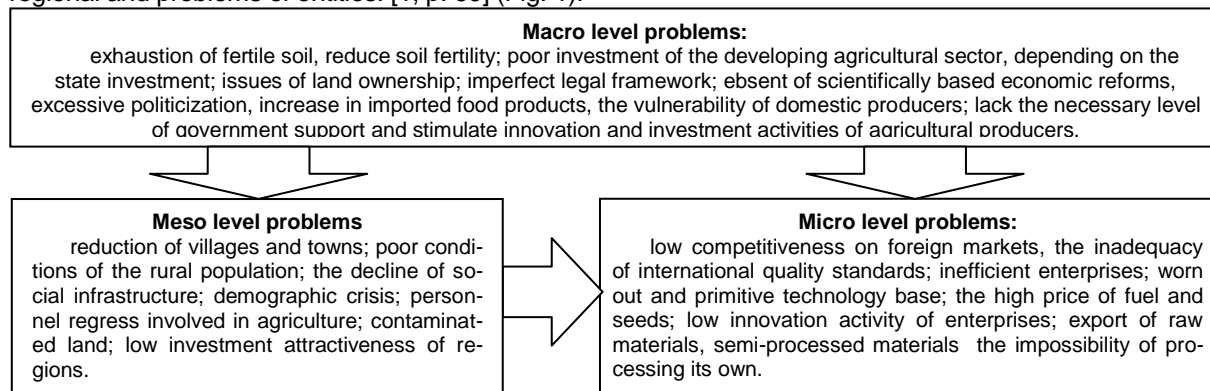 regional and problems of entities. [1, p.
Macro level problems:
exhaustion of fertile soil, reduce soil fertility; poor investment of the developing agricultural sector, depending on the
state investment; issues of land ownership; imperfect legal framework; ebsent of scientifically based economic reforms,
excessive politicization, increase in imported food products, the vulnerability of domestic producers; lack the necessary level
of government support and stimulate innovation and investment activities of agricultural producers.
Meso level problems
reduction of villages and towns; poor condi-
tions of the rural population; the decline of so-
cial infrastructure; demographic crisis; person-
nel regress involved in agriculture; contaminat-
ed land; low investment attractiveness of re-
gions.
Micro level problems:
low competitiveness on foreign markets, the inadequacy
of international quality standards; inefficient enterprises; worn
out and primitive technology base; the high price of fuel and
seeds; low innovation activity of enterprises; export of raw
materials, semi-processed materials the impossibility of pro-
cessing its own.